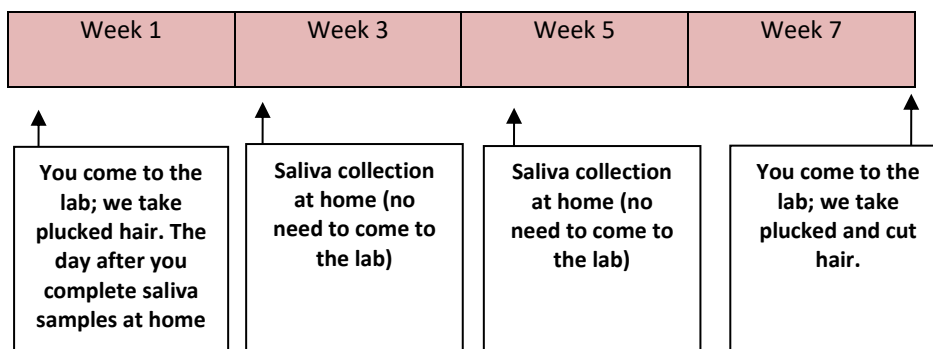 Week 1
Week 3
Week 5
Week 7
You come to the
lab; we take
plucked hair. The
day after you
complete saliva
samples at home
Saliva collection
at home (no
need to come to
the lab)
Saliva collection
at home (no
need to come to
the lab)
You come to the
lab; we take
plucked and cut
hair.